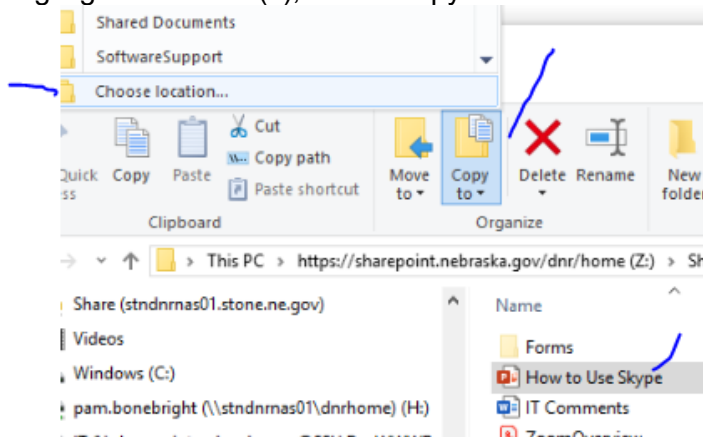 Shared Documents
SoftwareSupport
Choose location...
Quick Copy Paste Cut Move Copy Delete Rename New
Copy path to to folder
Paste shortcut
Clipboard Organize
This PC > https://sharepoint.nebraska.gov/dnr/home (Z:) > Sh
Share (stndnrnas01.stone.ne.gov) Name
Videos Forms
Windows (C:) How to Use Skype
pam.bonebright (\\stndnrnas01\dnrhome) (H:) IT Comments
ZoomOverview